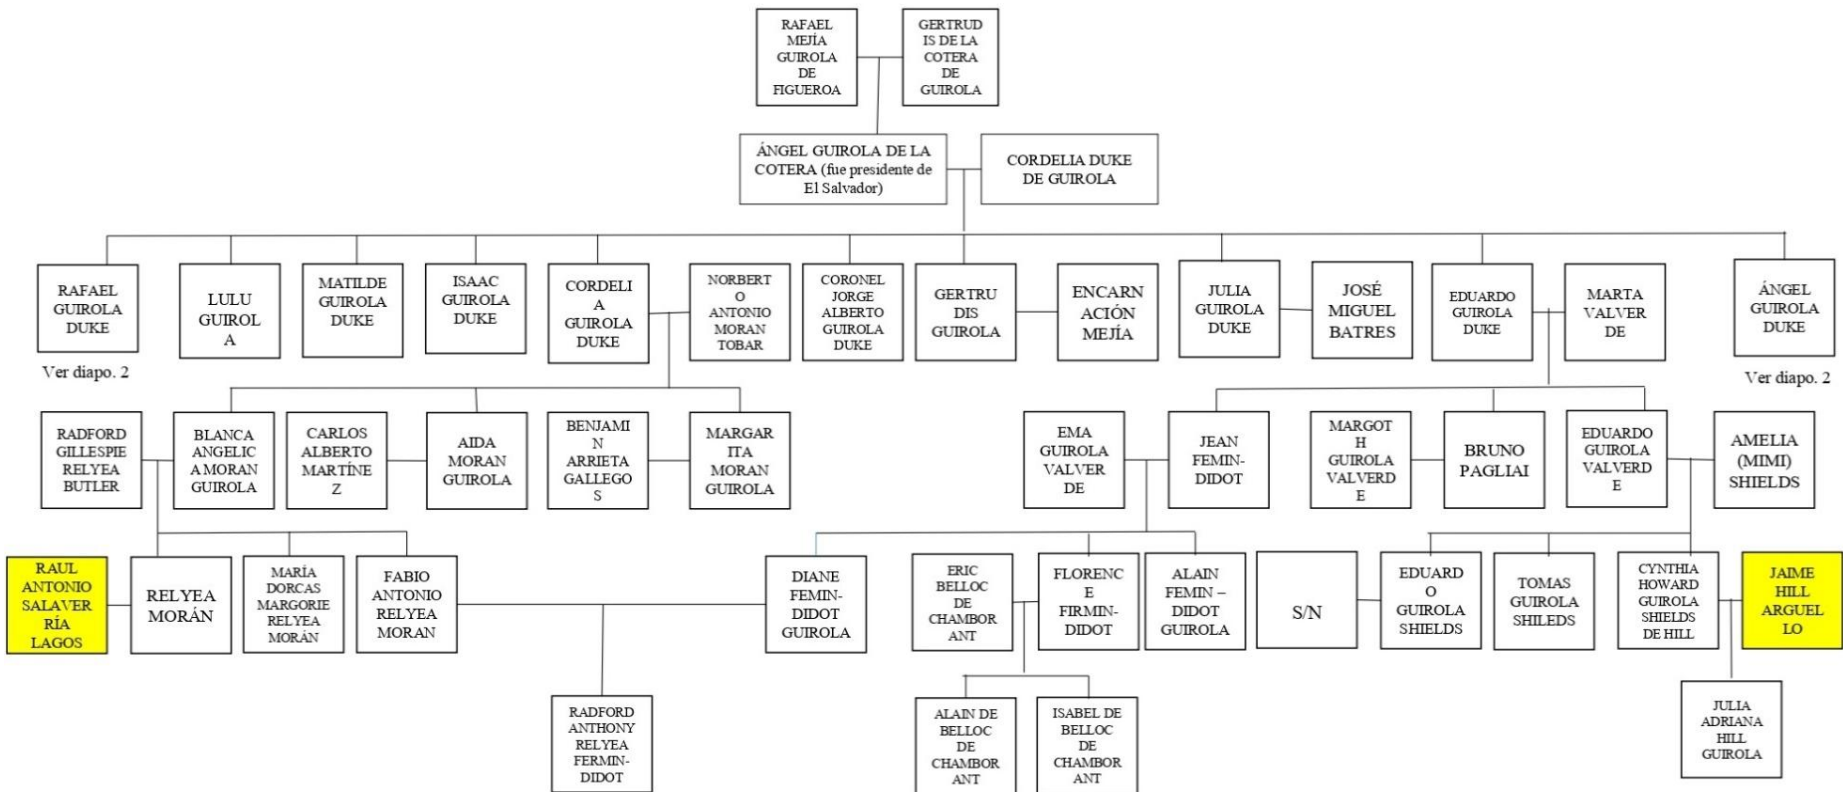 RAFAEL
MEJÍA
GUIROLA
DE
FIGUEROA
GERTRUD
IS DE LA
COTERA
DE
GUIROLA
ÁNGEL GUIROLA DE LA
COTERA (fue presidente de
El Salvador)
CORDELIA DUKE
DE GUIROLA
RAFAEL
GUIROLA
DUKE
LULU
GUIROL
A
MATILDE
GUIROLA
DUKE
ISAAC
GUIROLA
DUKE
CORDELI
A
GUIROLA
DUKE
NORBERT
O
ANTONIO
MORAN
TOBAR
CORONEL
JORGE
ALBERTO
GUIROLA
DUKE
GERTRU
DIS
GUIROLA
ENCARN
ACIÓN
MEJÍA
JULIA
GUIROLA
DUKE
JOSÉ
MIGUEL
BATRES
EDUARDO
GUIROLA
DUKE
MARTA
VALVER
DE
ÁNGEL
GUIROLA
DUKE
Ver diapo. 2
Ver diapo. 2
RADFORD
GILLESPIE
RELYEA
BUTLER
BLANCA
ANGELIC
A MORAN
GUIROLA
CARLOS
ALBERTO
MARTÍNE
Z
AIDA
MORAN
GUIROLA
BENJAMI
N
ARRIETA
GALLEGO
S
MARGAR
ITA
MORAN
GUIROLA
EMA
GUIROLA
VALVER
DE
JEAN
FEMIN-
DIDOT
MARGOT
H
GUIROLA
VALVERD
E
BRUNO
PAGLIAI
EDUARDO
GUIROLA
VALVERD
E
AMELIA
(MIMI)
SHIELDS
RAUL
ANTONIO
SALAVER
RÍA
LAGOS
RELYEA
MORÁN
MARÍA
DORCAS
MARGORIE
RELYEA
MORÁN
FABIO
ANTONIO
RELYEA
MORAN
DIANE
FEMIN-
DIDOT
GUIROLA
ERIC
BELLOC
DE
CHAMBOR
ANT
FLORENC
E
FIRMIN-
DIDOT
ALAIN
FEMIN –
DIDOT
GUIROLA
S/N
EDUARD
O
GUIROLA
SHIELDS
TOMAS
GUIROLA
SHILEDS
CYNTHIA
HOWARD
GUIROLA
SHIELDS
DE HILL
JAIME
HILL
ARGUEL
LO
RADFORD
ANTHONY
RELYEA
FERMIN-
DIDOT
ALAIN DE
BELLOC
DE
CHAMBOR
ANT
ISABEL DE
BELLOC
DE
CHAMBOR
ANT
JULIA
ADRIANA
HILL
GUIROLA